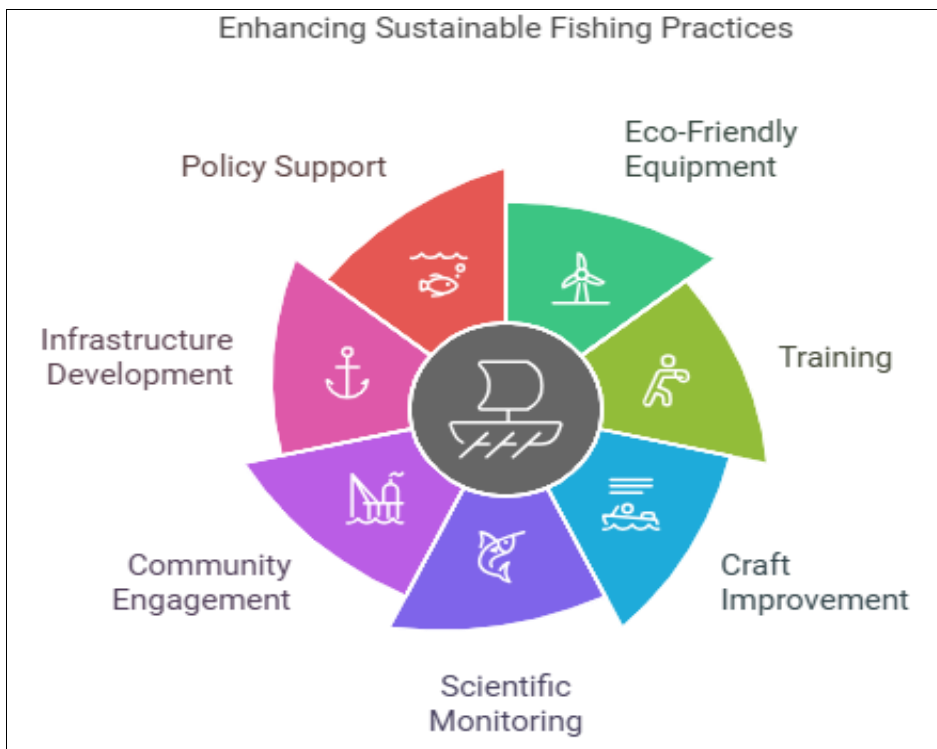 Enhancing Sustainable Fishing Practices
Eco-Friendly
Equipment
Policy Support
Training
Infrastructure
Development
Craft
Improvement
Community
Engagement
Scientific
Monitoring